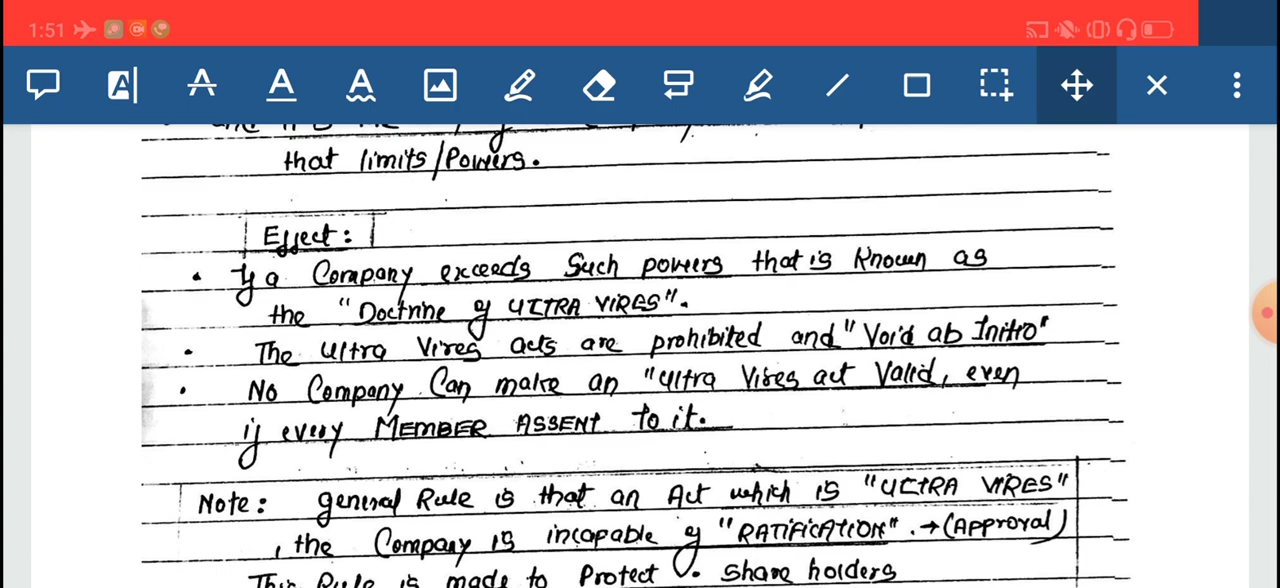 1:51
that limits/Powers.
Effect:
• If a Company exceeds Such powers that is known as
the "Doctrine of ULTRA VIRES".
• The Ultra Vires acts are prohibited and "Void ab Initio"
• No Company Can make an "Ultra Vires act Valid, even
if every MEMBER ASSENT to it.
Note: general Rule is that an Act which is "ULTRA VIRES"
, the Company is incapable of "RATIFICATION". → (Approval)
This Rule is made to Protect share holders